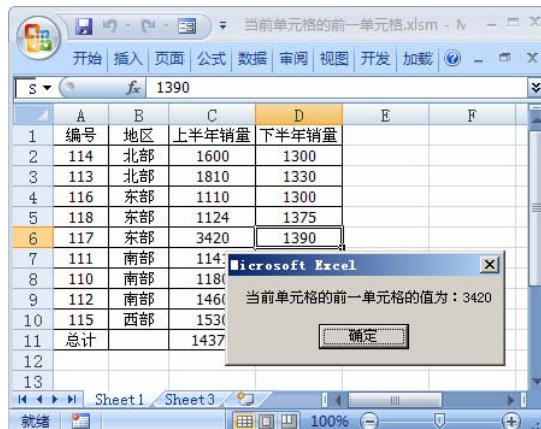 当前单元格的前一单元格.xlsm - M
开始 插入 页面 公式 数据 审阅 视图 开发 加载
S fx 1390
A B C D E F
1 编号 地区 上半年销量 下半年销量
2 114 北部 1600 1300
3 113 北部 1810 1330
4 116 东部 1110 1300
5 118 东部 1124 1375
6 117 东部 3420 1390
7 111 南部 114
8 110 南部 118
9 112 南部 146
10 115 西部 153
11 总计 1437
12
13
Microsoft Excel
当前单元格的前一单元格的值为：3420
确定
Sheet1 Sheet3
就绪 100%